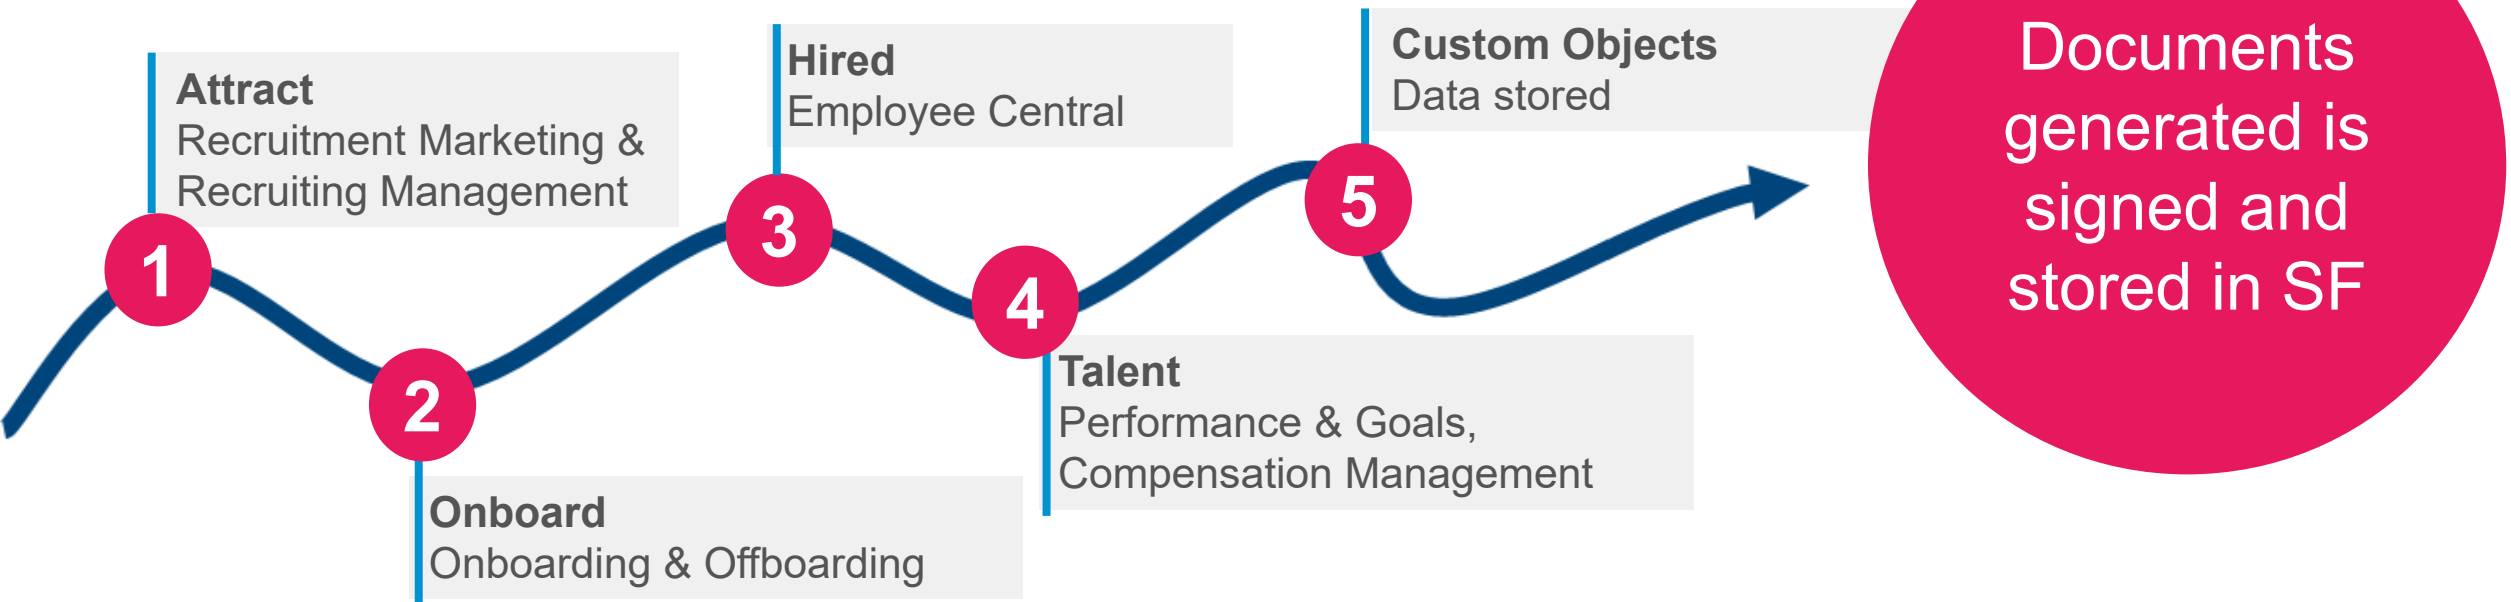 1
Attract
Recruitment Marketing &
Recruiting Management
2
Onboard
Onboarding & Offboarding
3
Hired
Employee Central
4
Talent
Performance & Goals,
Compensation Management
5
Custom Objects
Data stored
Documents
generated is
signed and
stored in SF